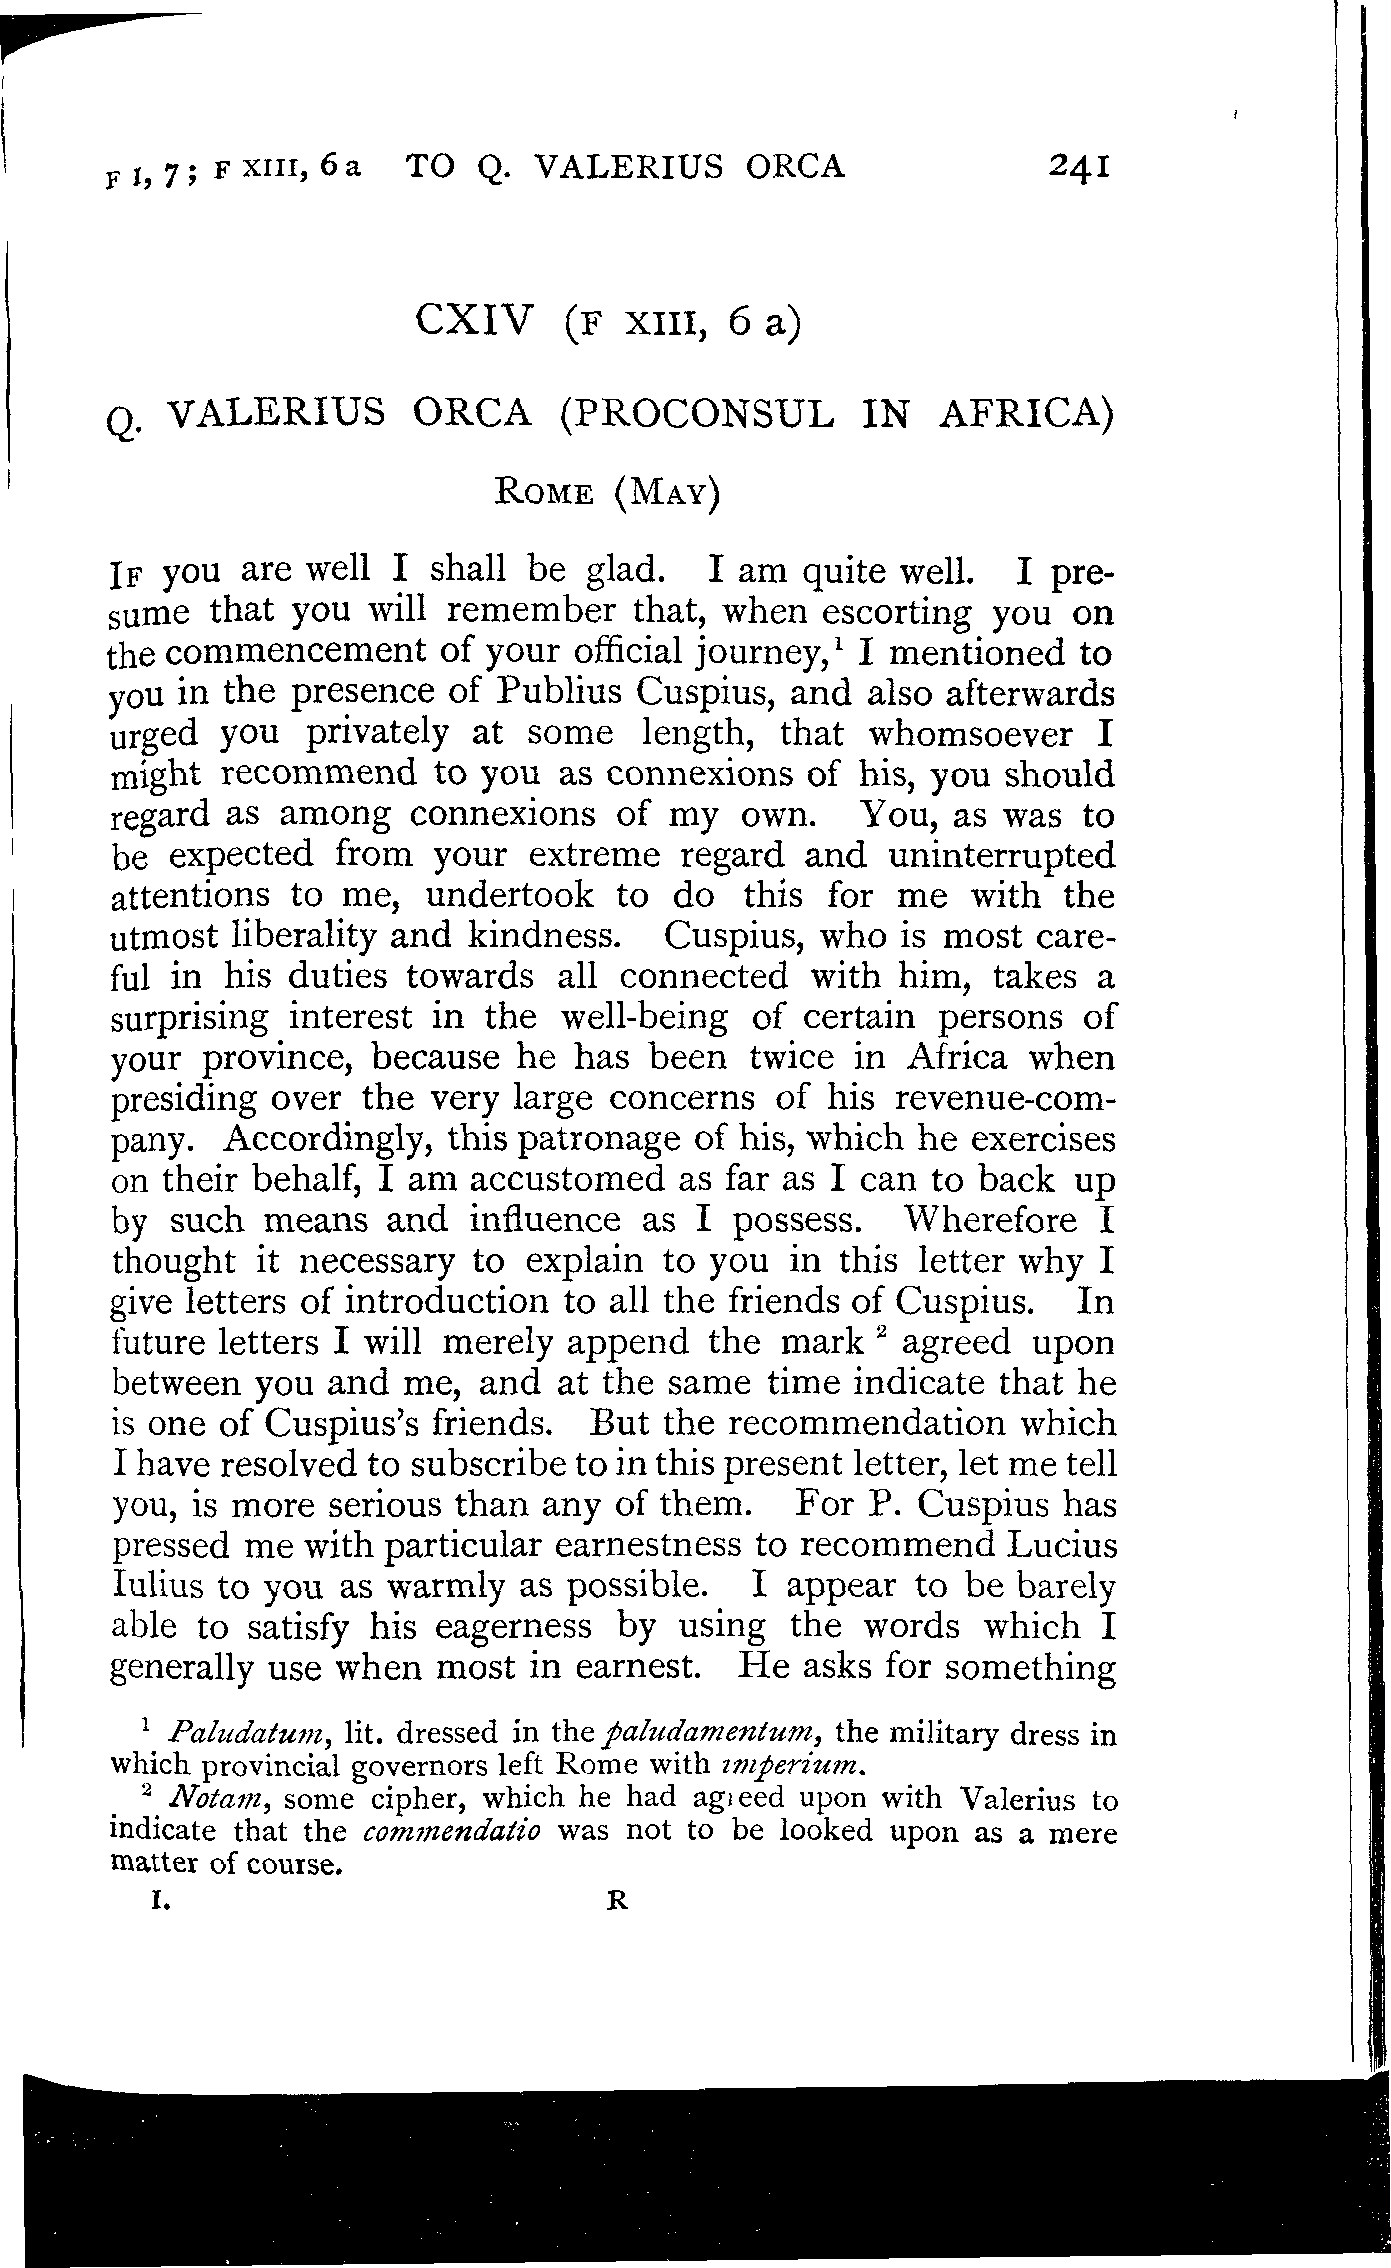 F I, 7; F XIII, 6 a TO Q. VALERIUS ORCA 241
CXIV (F XIII, 6 a)
Q. VALERIUS ORCA (PROCONSUL IN AFRICA)
ROME (MAY)
IF you are well I shall be glad. I am quite well. I pre-
sume that you will remember that, when escorting you on
the commencement of your official journey,¹ I mentioned to
you in the presence of Publius Cuspius, and also afterwards
urged you privately at some length, that whomsoever I
might recommend to you as connexions of his, you should
regard as among connexions of my own. You, as was to
be expected from your extreme regard and uninterrupted
attentions to me, undertook to do this for me with the
utmost liberality and kindness. Cuspius, who is most care-
ful in his duties towards all connected with him, takes a
surprising interest in the well-being of certain persons of
your province, because he has been twice in Africa when
presiding over the very large concerns of his revenue-com-
pany. Accordingly, this patronage of his, which he exercises
on their behalf, I am accustomed as far as I can to back up
by such means and influence as I possess. Wherefore I
thought it necessary to explain to you in this letter why I
give letters of introduction to all the friends of Cuspius. In
future letters I will merely append the mark ² agreed upon
between you and me, and at the same time indicate that he
is one of Cuspius's friends. But the recommendation which
I have resolved to subscribe to in this present letter, let me tell
you, is more serious than any of them. For P. Cuspius has
pressed me with particular earnestness to recommend Lucius
Iulius to you as warmly as possible. I appear to be barely
able to satisfy his eagerness by using the words which I
generally use when most in earnest. He asks for something
¹ Paludatum, lit. dressed in the paludamentum, the military dress in
which provincial governors left Rome with imperium.
² Notam, some cipher, which he had agreed upon with Valerius to
indicate that the commendatio was not to be looked upon as a mere
matter of course.
I. R